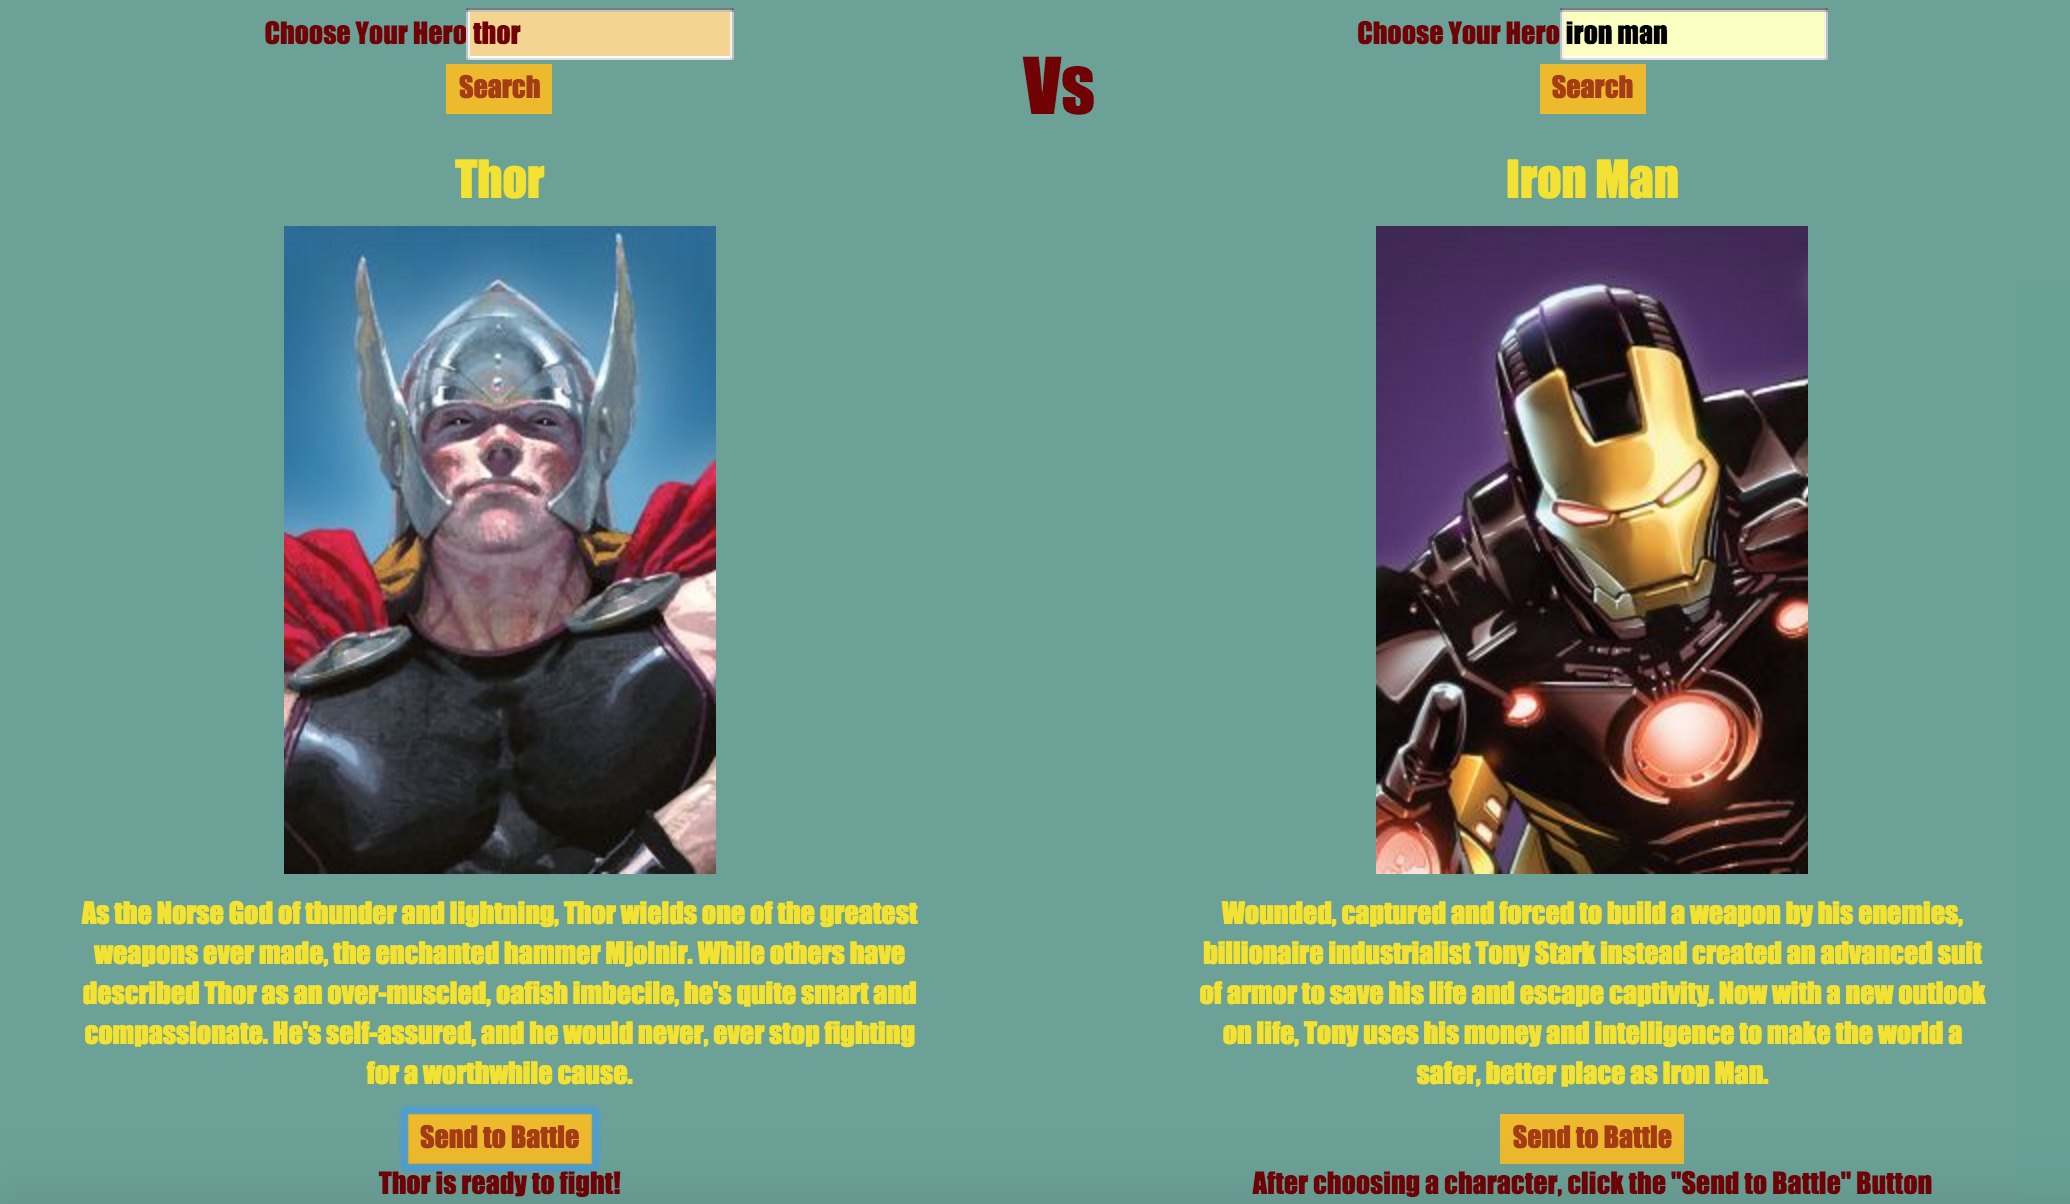 Choose Your Hero thor
Search
Thor
As the Norse God of thunder and lightning, Thor wields one of the greatest
weapons ever made, the enchanted hammer Mjolnir. While others have
described Thor as an over-muscled, oafish imbecile, he's quite smart and
compassionate. He's self-assured, and he would never, ever stop fighting
for a worthwhile cause.
Send to Battle
Thor is ready to fight!
Vs
Choose Your Hero iron man
Search
Iron Man
Wounded, captured and forced to build a weapon by his enemies,
billionaire industrialist Tony Stark instead created an advanced suit
of armor to save his life and escape captivity. Now with a new outlook
on life, Tony uses his money and intelligence to make the world a
safer, better place as Iron Man.
Send to Battle
After choosing a character, click the "Send to Battle" Button